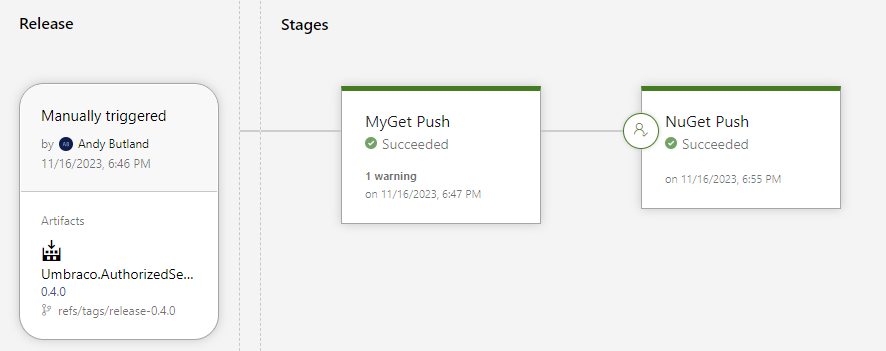 Release
Stages
Manually triggered
by AB Andy Butland
11/16/2023, 6:46 PM
Artifacts
Umbraco.AuthorizedSe...
0.4.0
refs/tags/release-0.4.0
MyGet Push
Succeeded
1 warning
on 11/16/2023, 6:47 PM
NuGet Push
Succeeded
on 11/16/2023, 6:55 PM